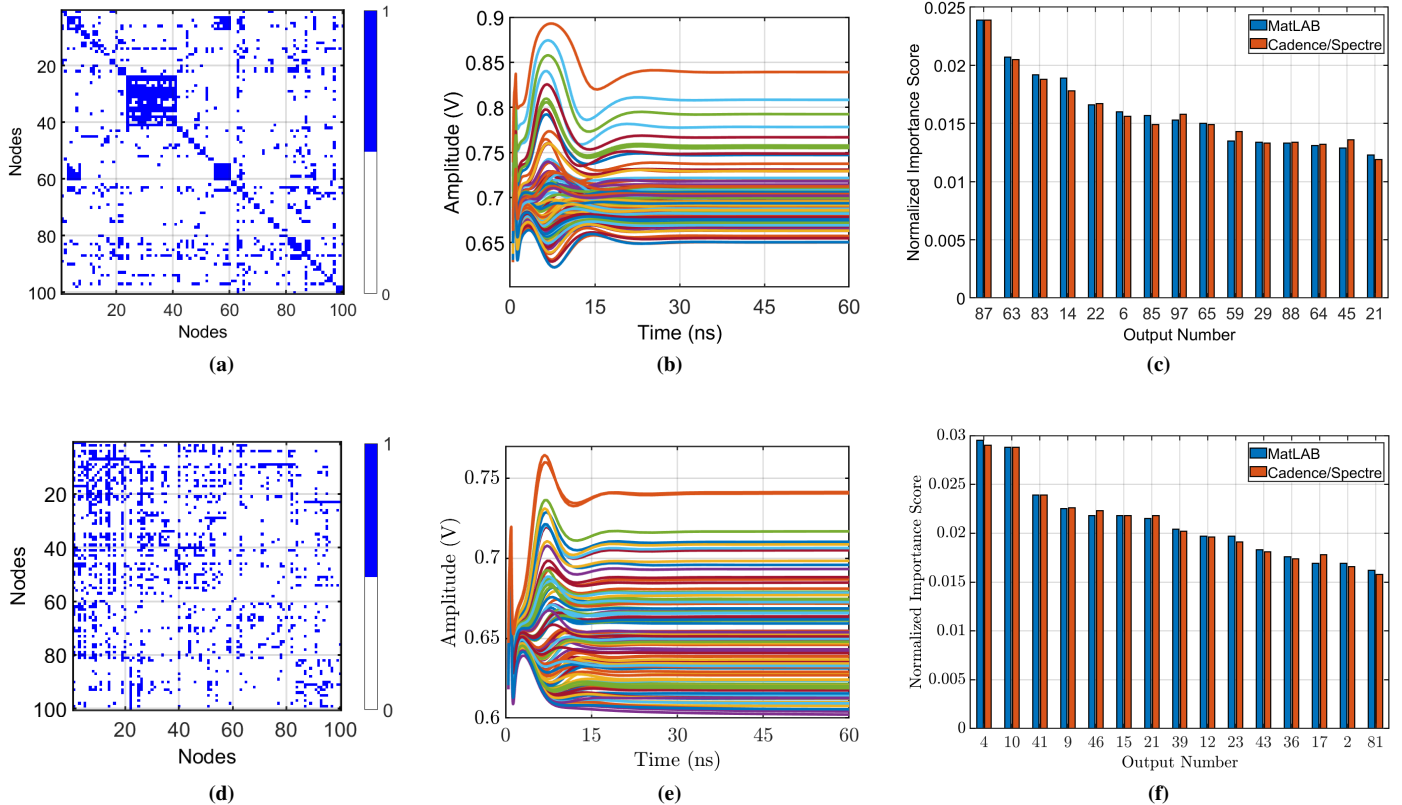 Nodes
20
40
60
80
100
20
40
60
80
100
Nodes
1
0
(a)
Amplitude (V)
0.9
0.85
0.8
0.75
0.7
0.65
0
15
30
45
60
Time (ns)
(b)
Normalized Importance Score
0.025
0.02
0.015
0.01
0.005
0
MatLAB
Cadence/Spectre
87 63 83 14 22 6 85 97 65 59 29 88 64 45 21
Output Number
(c)
Nodes
20
40
60
80
100
20
40
60
80
100
Nodes
1
0
(d)
Amplitude (V)
0.75
0.7
0.65
0.6
0
15
30
45
60
Time (ns)
(e)
Normalized Importance Score
0.03
0.025
0.02
0.015
0.01
0.005
0
MatLAB
Cadence/Spectre
4 10 41 9 46 15 21 39 12 23 43 36 17 2 81
Output Number
(f)